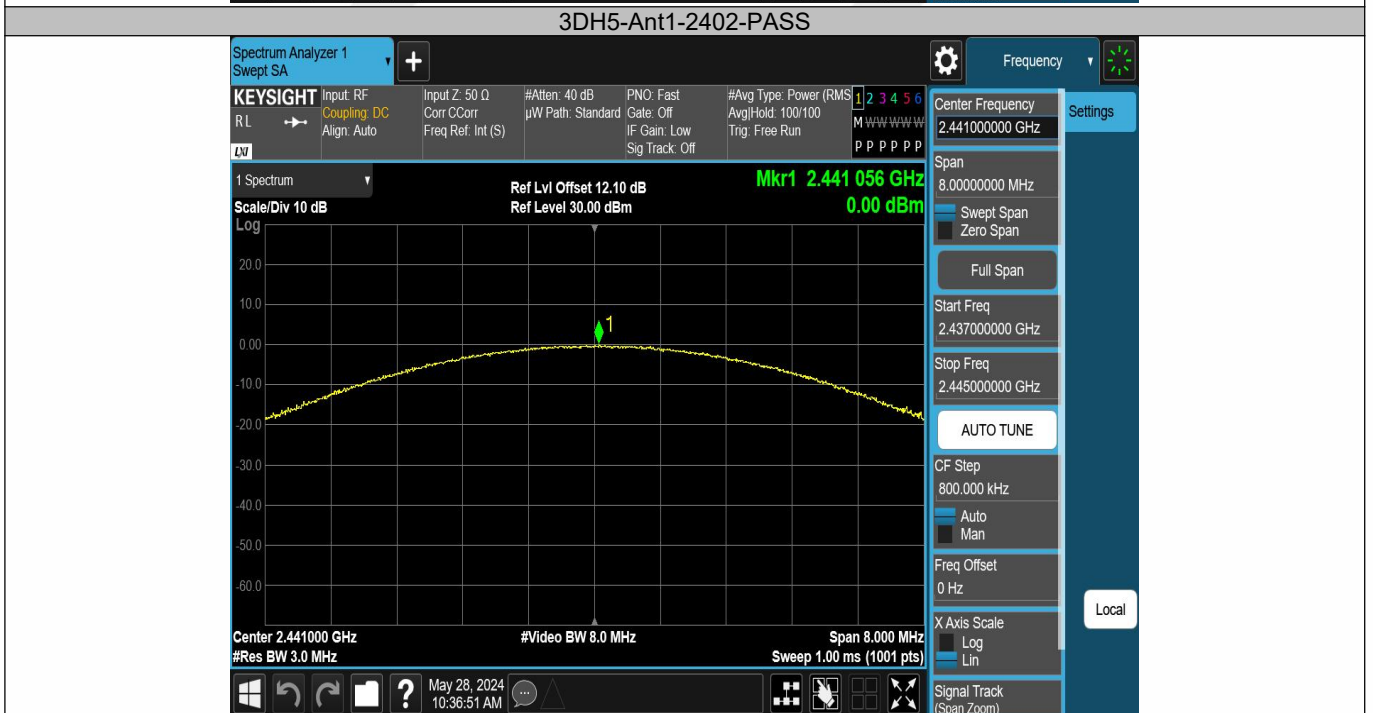 3DH5-Ant1-2402-PASS
Spectrum Analyzer 1
Swept SA
Frequency
KEYSIGHT
RL
LXI
Input: RF
Coupling: DC
Align: Auto
Input Z: 50 Ω
Corr CCorr
Freq Ref: Int (S)
#Atten: 40 dB
µW Path: Standard
PNO: Fast
Gate: Off
IF Gain: Low
Sig Track: Off
#Avg Type: Power (RMS
Avg|Hold: 100/100
Trig: Free Run
1 2 3 4 5 6
M W W W W W
P P P P P P
1 Spectrum
Scale/Div 10 dB
Ref Lvl Offset 12.10 dB
Ref Level 30.00 dBm
Mkr1 2.441 056 GHz
0.00 dBm
Log
20.0
10.0
0.00
-10.0
-20.0
-30.0
-40.0
-50.0
-60.0
1
Center 2.441000 GHz
#Res BW 3.0 MHz
#Video BW 8.0 MHz
Span 8.000 MHz
Sweep 1.00 ms (1001 pts)
Center Frequency
2.441000000 GHz
Settings
Span
8.00000000 MHz
Swept Span
Zero Span
Full Span
Start Freq
2.437000000 GHz
Stop Freq
2.445000000 GHz
AUTO TUNE
CF Step
800.000 kHz
Auto
Man
Freq Offset
0 Hz
Local
X Axis Scale
Log
Lin
Signal Track
(Span Zoom)
?
May 28, 2024
10:36:51 AM